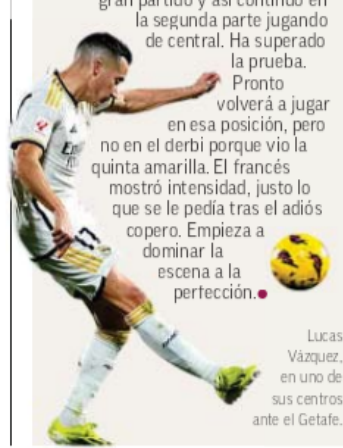 gran partido y así continuó en
la segunda parte jugando
de central. Ha superado
la prueba.
Pronto
volverá a jugar
en esa posición, pero
no en el derbi porque vio la
quinta amarilla. El francés
mostró intensidad, justo lo
que se le pedía tras el adiós
copero. Empieza a
dominar la
escena a la
perfección.
Lucas
Vázquez,
en uno de
sus centros
ante el Getafe.